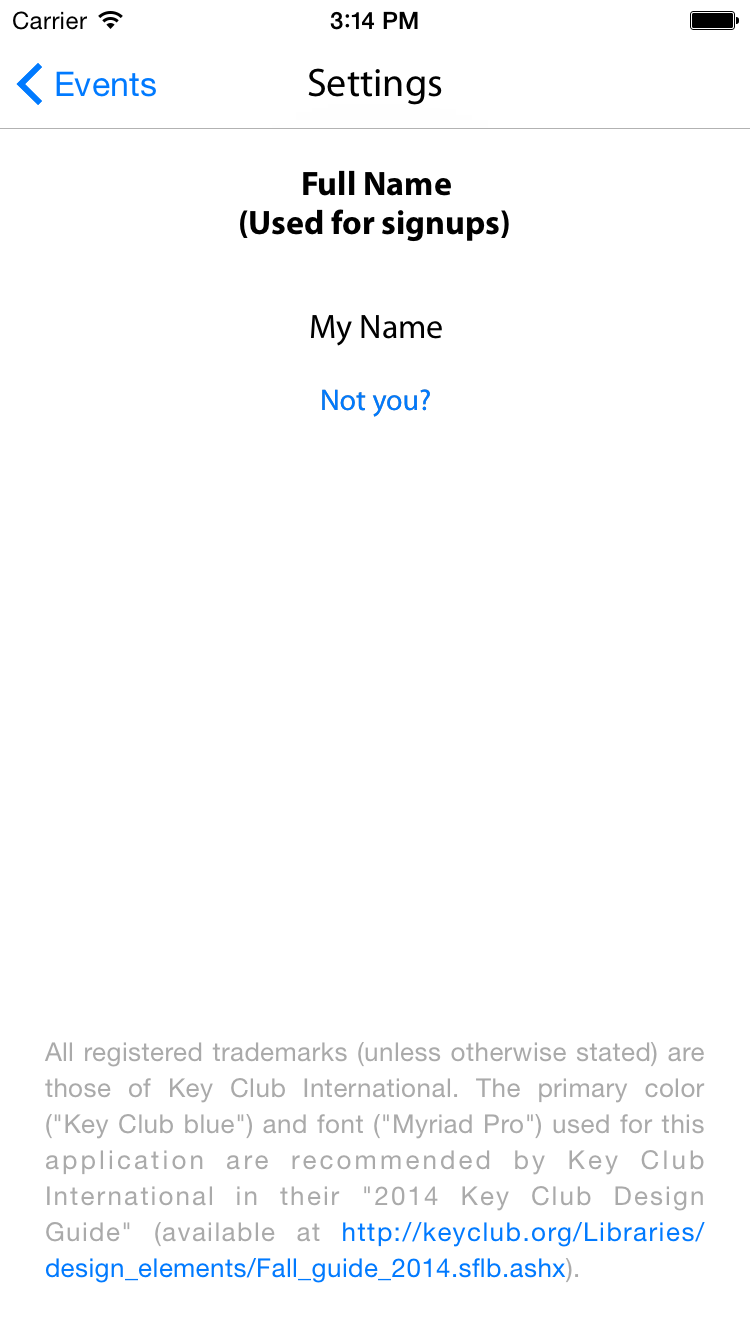 Carrier 3:14 PM
Events Settings
Full Name
(Used for signups)
My Name
Not you?
All registered trademarks (unless otherwise stated) are
those of Key Club International. The primary color
("Key Club blue") and font ("Myriad Pro") used for this
application are recommended by Key Club
International in their "2014 Key Club Design
Guide" (available at http://keyclub.org/Libraries/
design_elements/Fall_guide_2014.sflb.ashx).